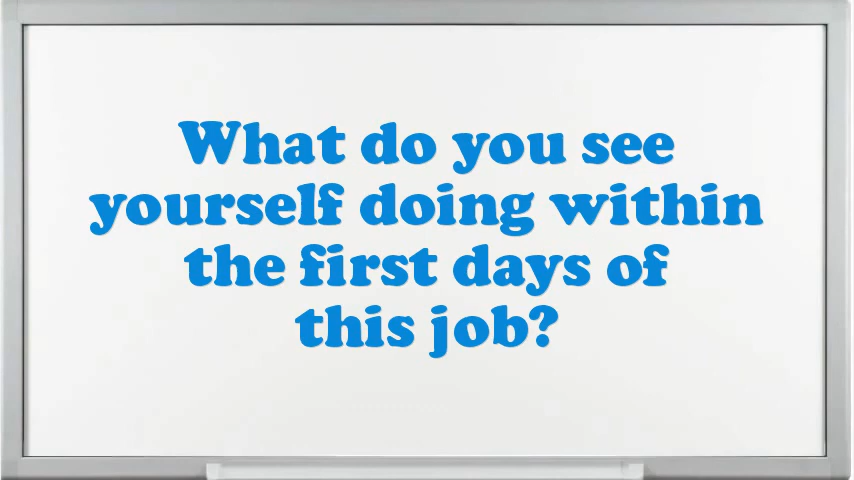 What do you see
yourself doing within
the first days of
this job?